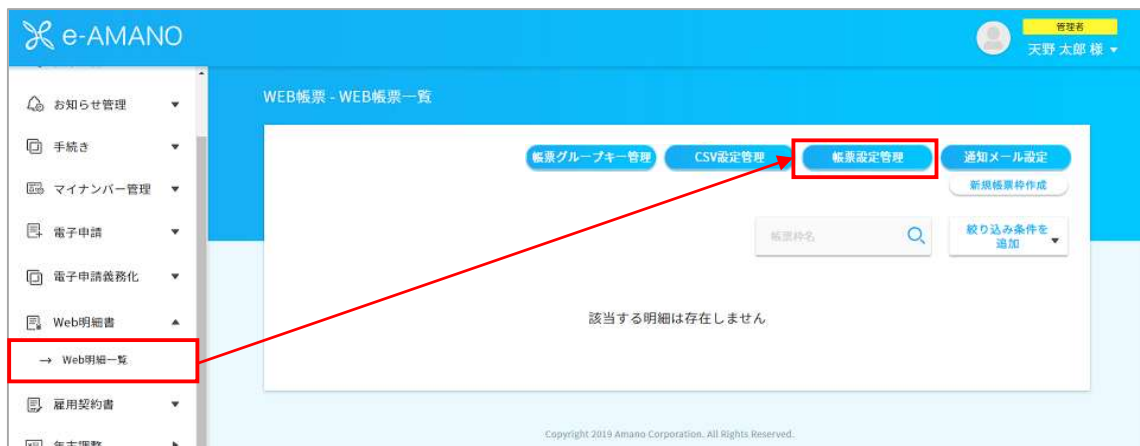 e-AMANO
管理者
天野 太郎 様 ▼
お知らせ管理 ▼
手続き ▼
マイナンバー管理 ▼
電子申請 ▼
電子申請義務化 ▼
Web明細書 ▲
→ Web明細一覧
雇用契約書 ▼
年末調整
WEB帳票 - WEB帳票一覧
帳票グループキー管理 CSV設定管理 帳票設定管理 通知メール設定
新規帳票枠作成
帳票枠名
絞り込み条件を
追加 ▼
該当する明細は存在しません
Copyright 2019 Amano Corporation. All Rights Reserved.